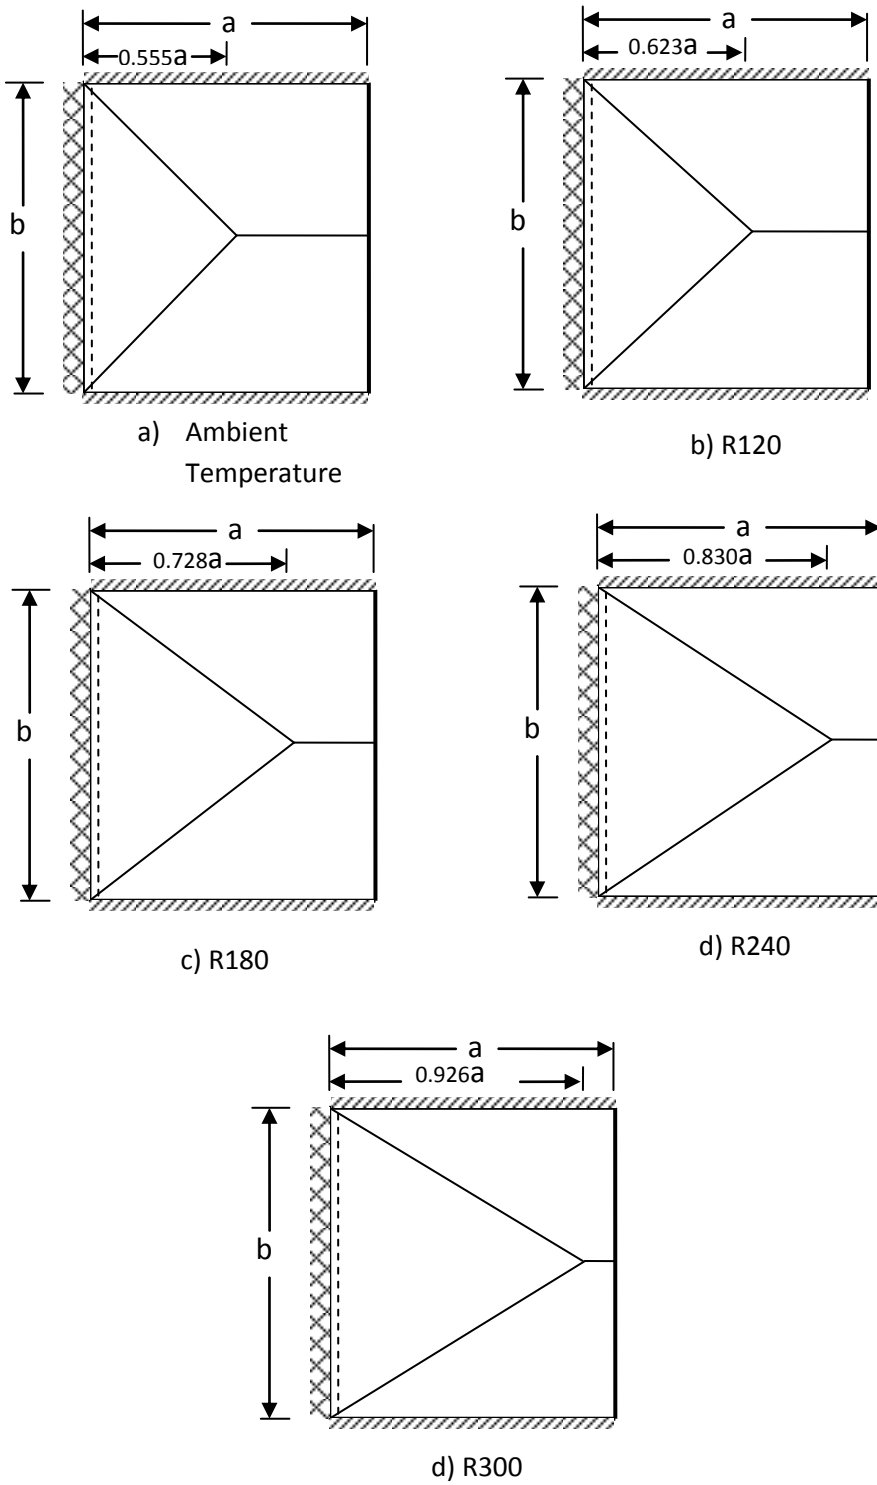 a
a
0.555a
0.623a
b
b
a) Ambient
Temperature
b) R120
a
a
0.728a
0.830a
b
b
c) R180
d) R240
a
0.926a
b
d) R300